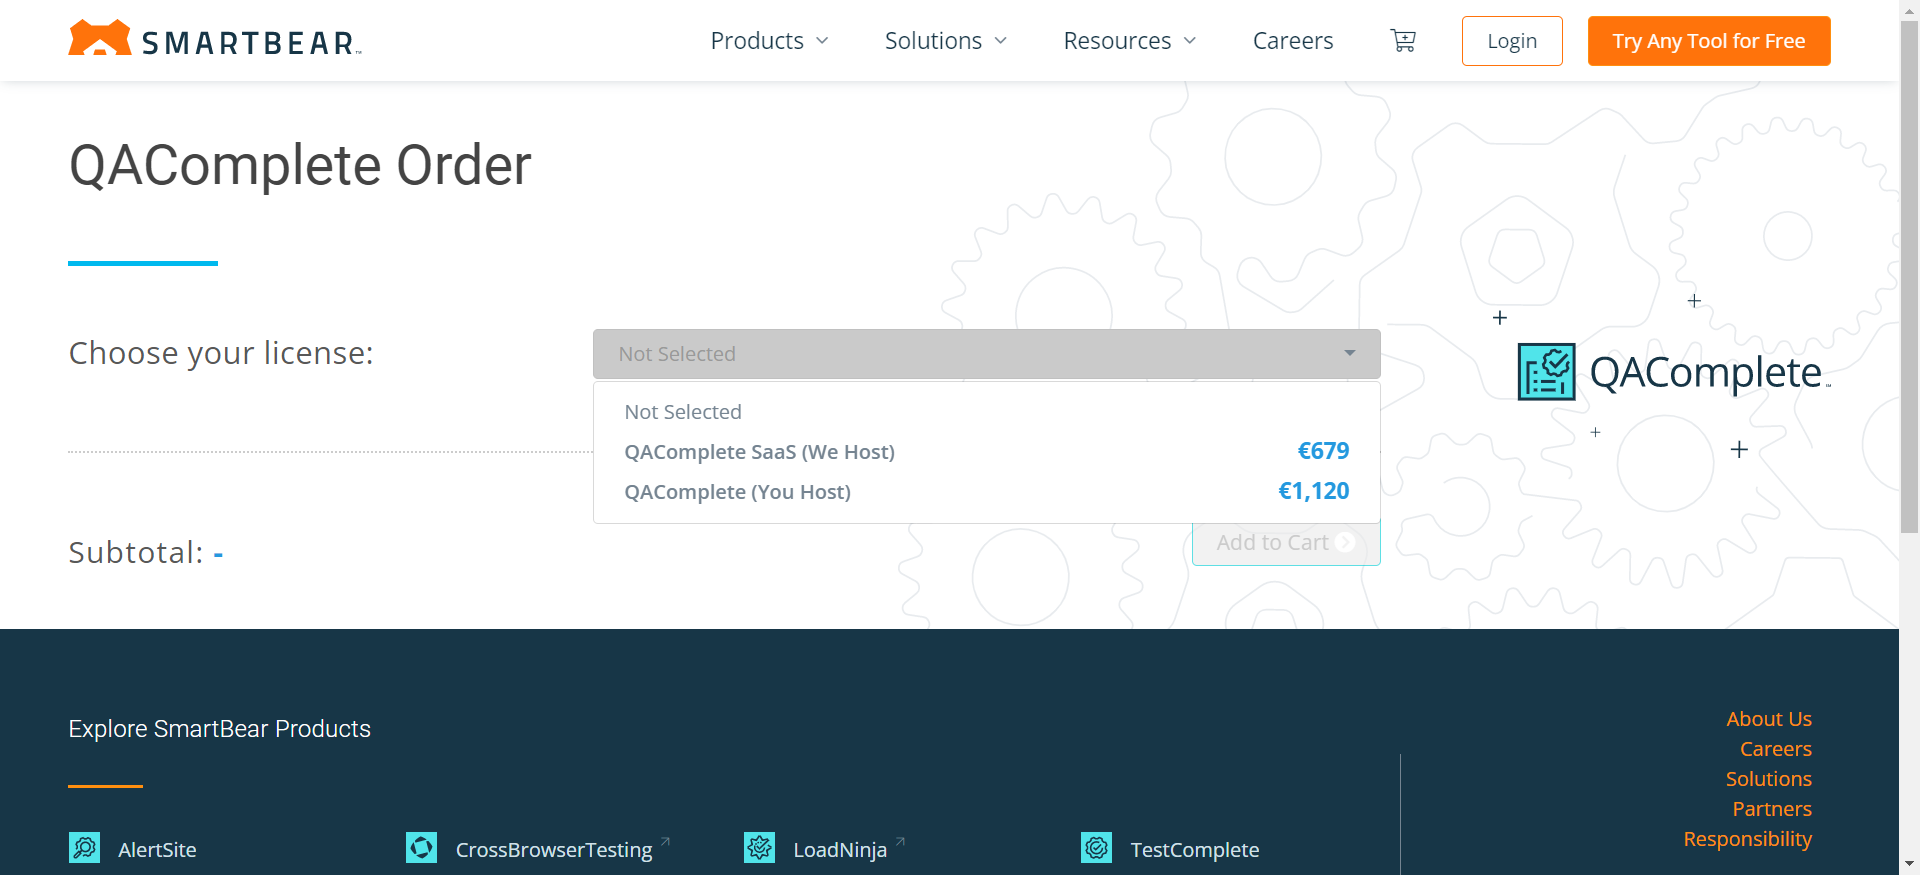 SMARTBEAR™
Products
Solutions
Resources
Careers
Login
Try Any Tool for Free
QAComplete Order
Choose your license:
Not Selected
Not Selected
QAComplete SaaS (We Host) €679
QAComplete (You Host) €1,120
QAComplete™
Subtotal: -
Add to Cart
Explore SmartBear Products
AlertSite
CrossBrowserTesting
LoadNinja
TestComplete
About Us
Careers
Solutions
Partners
Responsibility